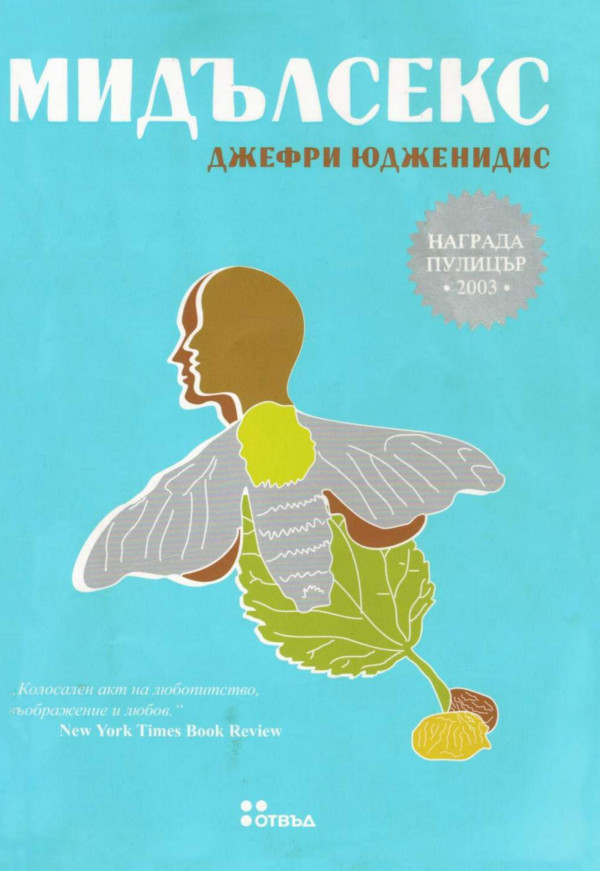 МИДЪЛСЕКС
ДЖЕФРИ ЮДЖЕНИДИС
НАГРАДА
ПУЛИЦЪР
• 2003 •
„Колосален акт на любопитство,
въображение и любов.“
New York Times Book Review
ОТВЪД